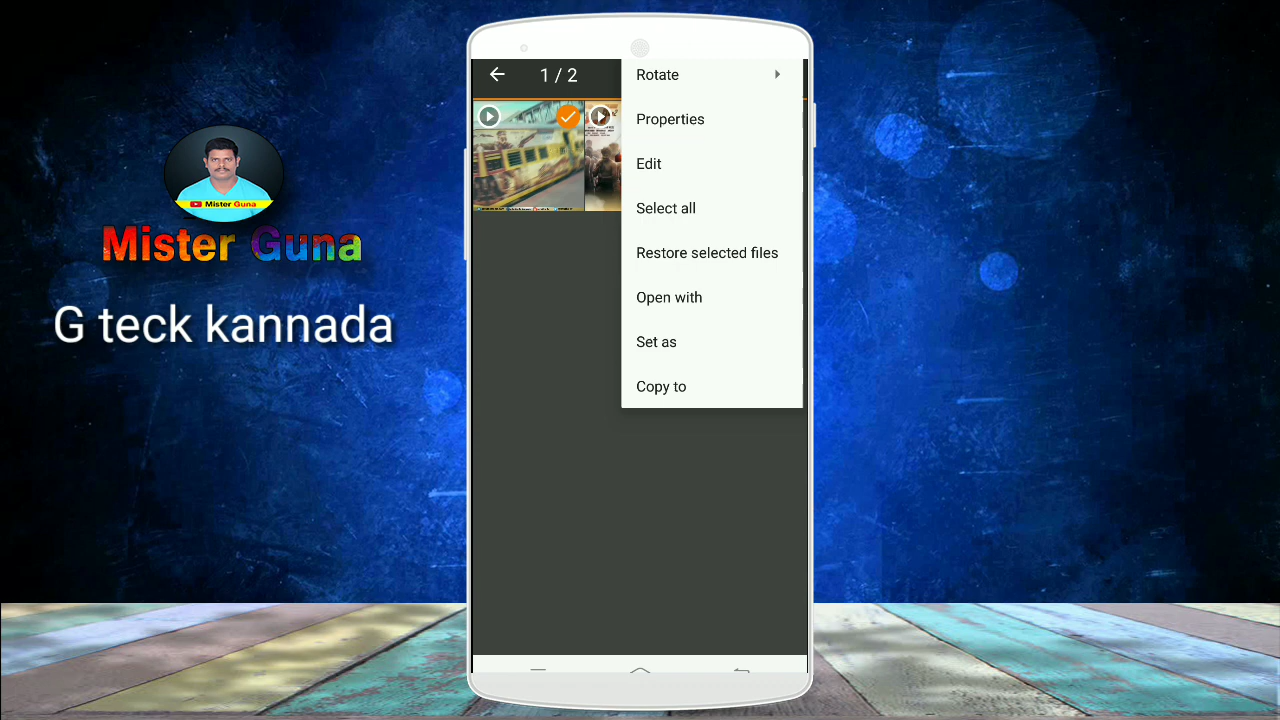 Mister Guna
Mister Guna
G teck kannada
1 / 2
Rotate
Properties
Edit
Select all
Restore selected files
Open with
Set as
Copy to